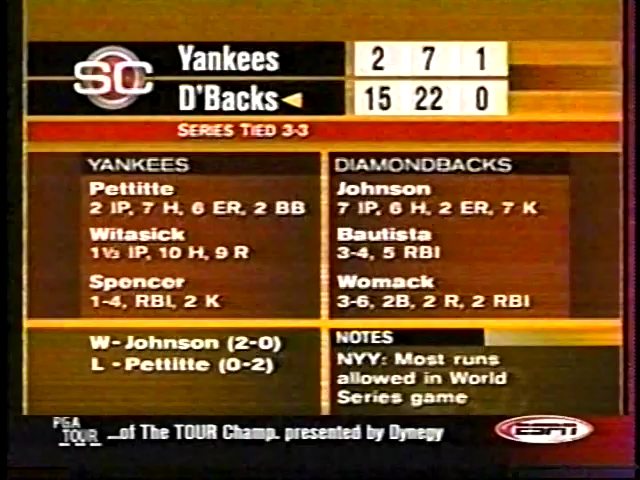 SC
Yankees 2 7 1
D'Backs 15 22 0
SERIES TIED 3-3
YANKEES
Pettitte
2 IP, 7 H, 6 ER, 2 BB
Witasick
1⅓ IP, 10 H, 9 R
Spencer
1-4, RBI, 2 K
DIAMONDBACKS
Johnson
7 IP, 6 H, 2 ER, 7 K
Bautista
3-4, 5 RBI
Womack
3-6, 2B, 2 R, 2 RBI
W-Johnson (2-0)
L - Pettitte (0-2)
NOTES
NYY: Most runs
allowed in World
Series game
PGA
TOUR
...of The TOUR Champ. presented by Dynegy
ESPN